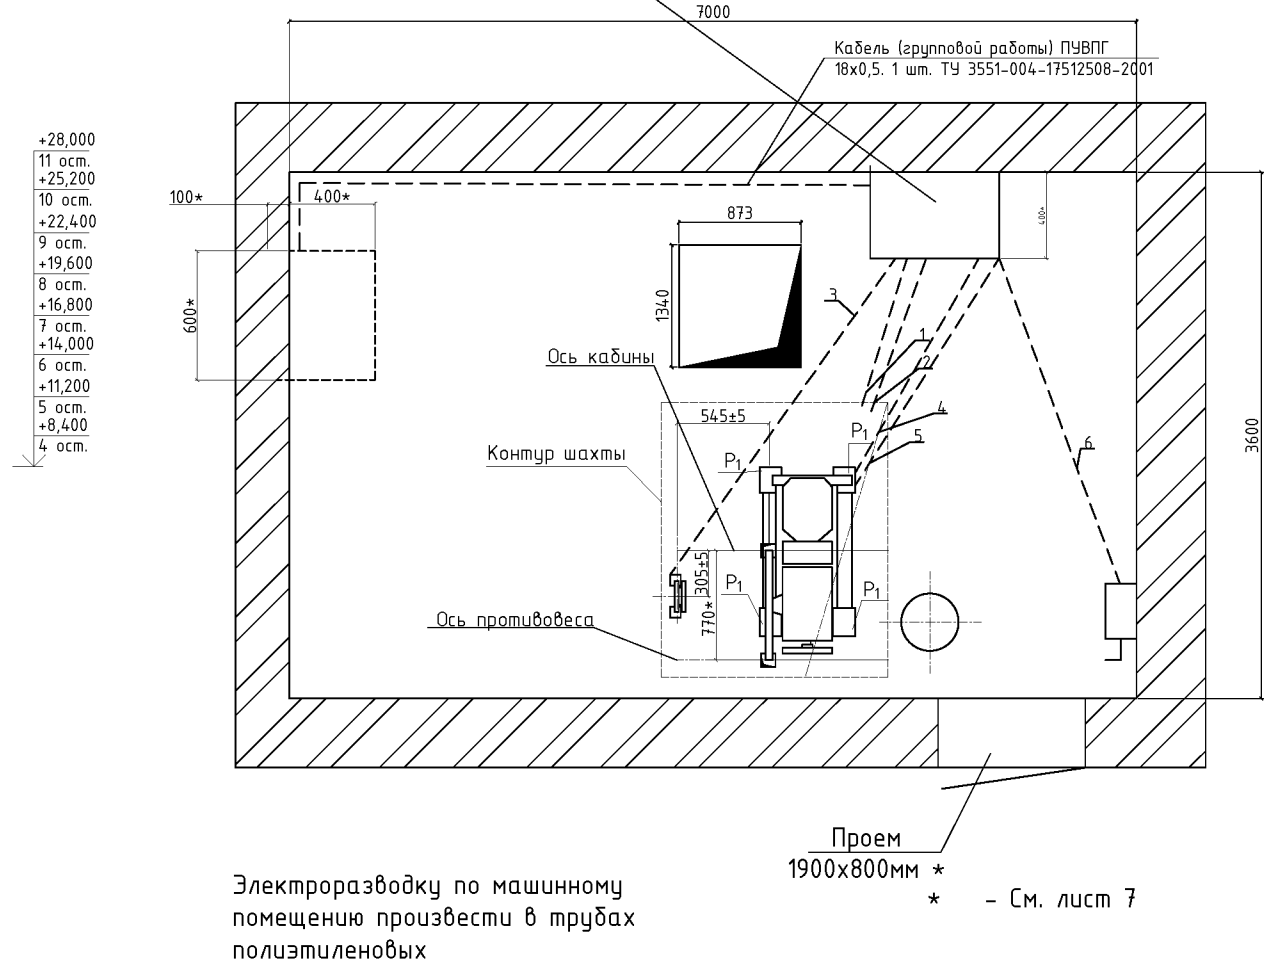 7000
Кабель (групповой работы) ПУВПГ
18х0,5. 1 шт. ТУ 3551-004-17512508-2001
+28,000
11 ост.
+25,200
10 ост.
+22,400
9 ост.
+19,600
8 ост.
+16,800
7 ост.
+14,000
6 ост.
+11,200
5 ост.
+8,400
4 ост.
100*
400*
600*
873
1340
400*
3
1
2
4
5
6
3600
Ось кабины
545±5
Контур шахты
P1
P1
305±5
770*
P1
P1
Ось противовеса
Проем
1900х800мм *
* - См. лист 7
Электроразводку по машинному
помещению произвести в трубах
полиэтиленовых